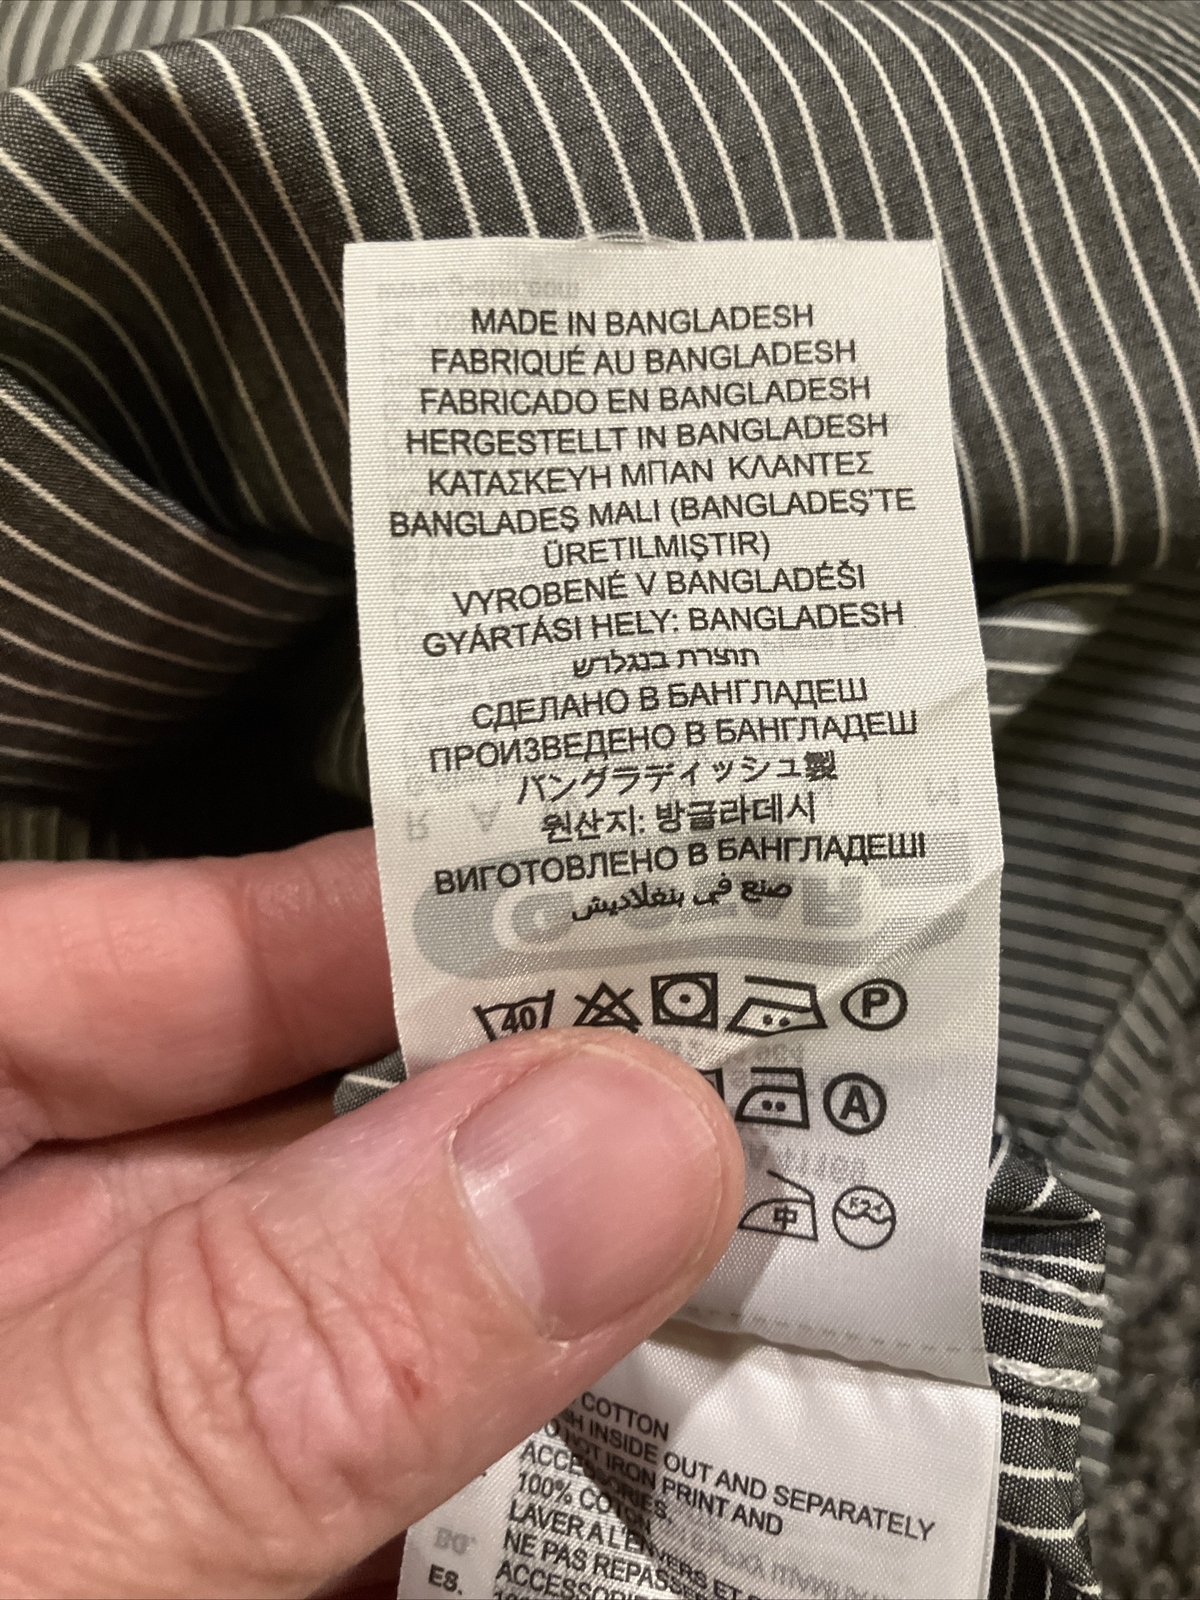 MADE IN BANGLADESH
FABRIQUÉ AU BANGLADESH
FABRICADO EN BANGLADESH
HERGESTELLT IN BANGLADESH
ΚΑΤΑΣΚΕΥΗ ΜΠΑΝ ΚΛΑΝΤΕΣ
BANGLADEŞ MALI (BANGLADEŞ'TE
ÜRETILMIŞTIR)
VYROBENÉ V BANGLADÉŠI
GYÁRTÁSI HELY: BANGLADESH
תוצרת בנגלדש
СДЕЛАНО В БАНГЛАДЕШ
ПРОИЗВЕДЕНО В БАНГЛАДЕШ
バングラディッシュ製
원산지: 방글라데시
ВИГОТОВЛЕНО В БАНГЛАДЕШІ
صنع في بنغلاديش
40 P
A
中
COTTON
INSIDE OUT AND SEPARATELY
NOT IRON PRINT AND
ACCESSORIES.
100% COTON
LAVER A L'ENVERS ET
NE PAS REPASSER
ES.